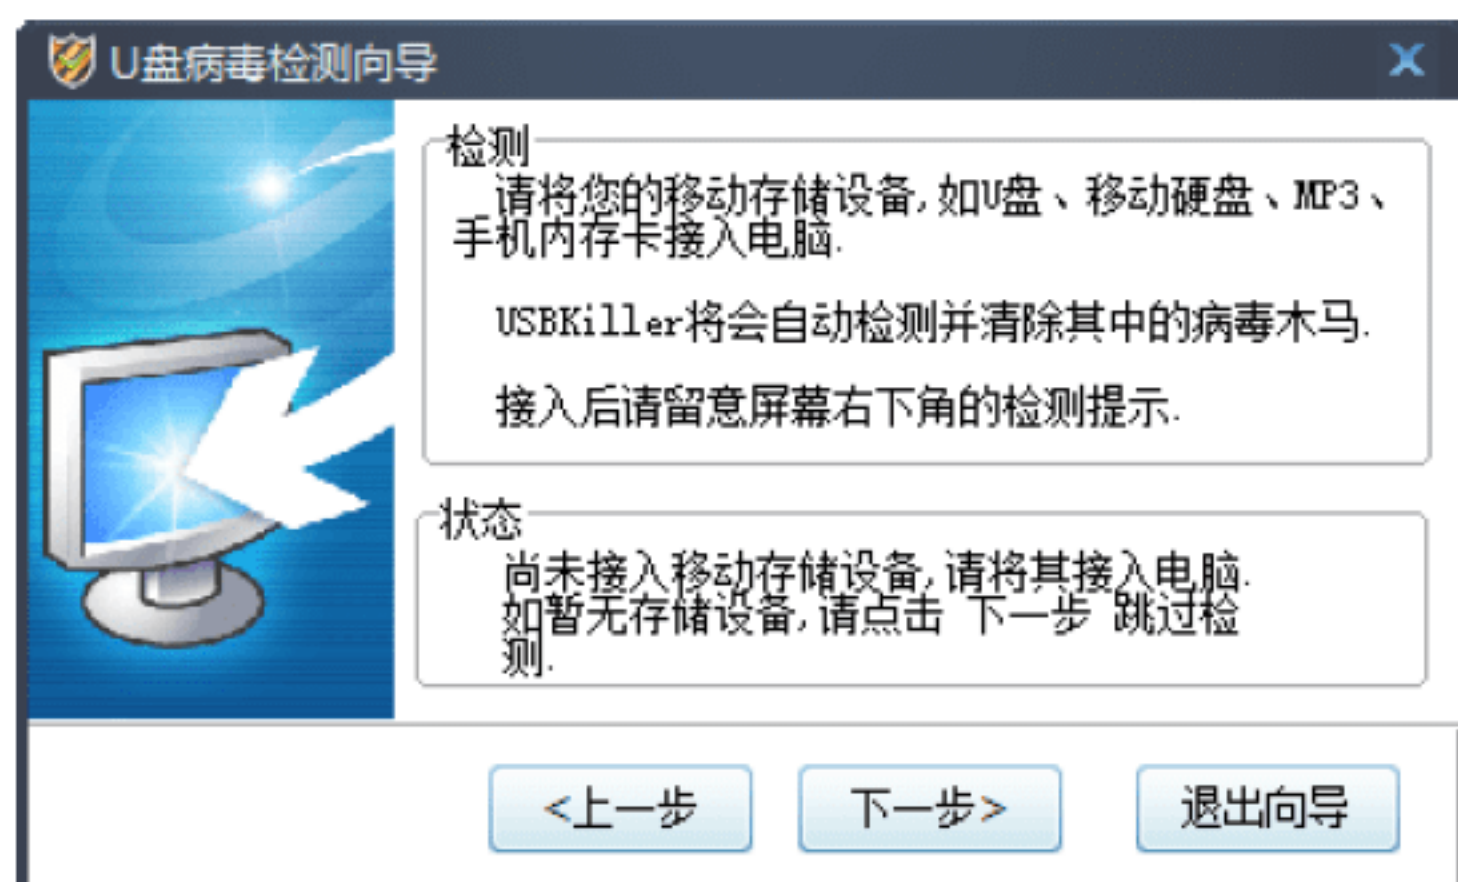 U盘病毒检测向导
检测
请将您的移动存储设备,如U盘、移动硬盘、MP3、
手机内存卡接入电脑.
USBKiller将会自动检测并清除其中的病毒木马.
接入后请留意屏幕右下角的检测提示.
状态
尚未接入移动存储设备,请将其接入电脑.
如暂无存储设备,请点击 下一步 跳过检
测.
<上一步
下一步>
退出向导